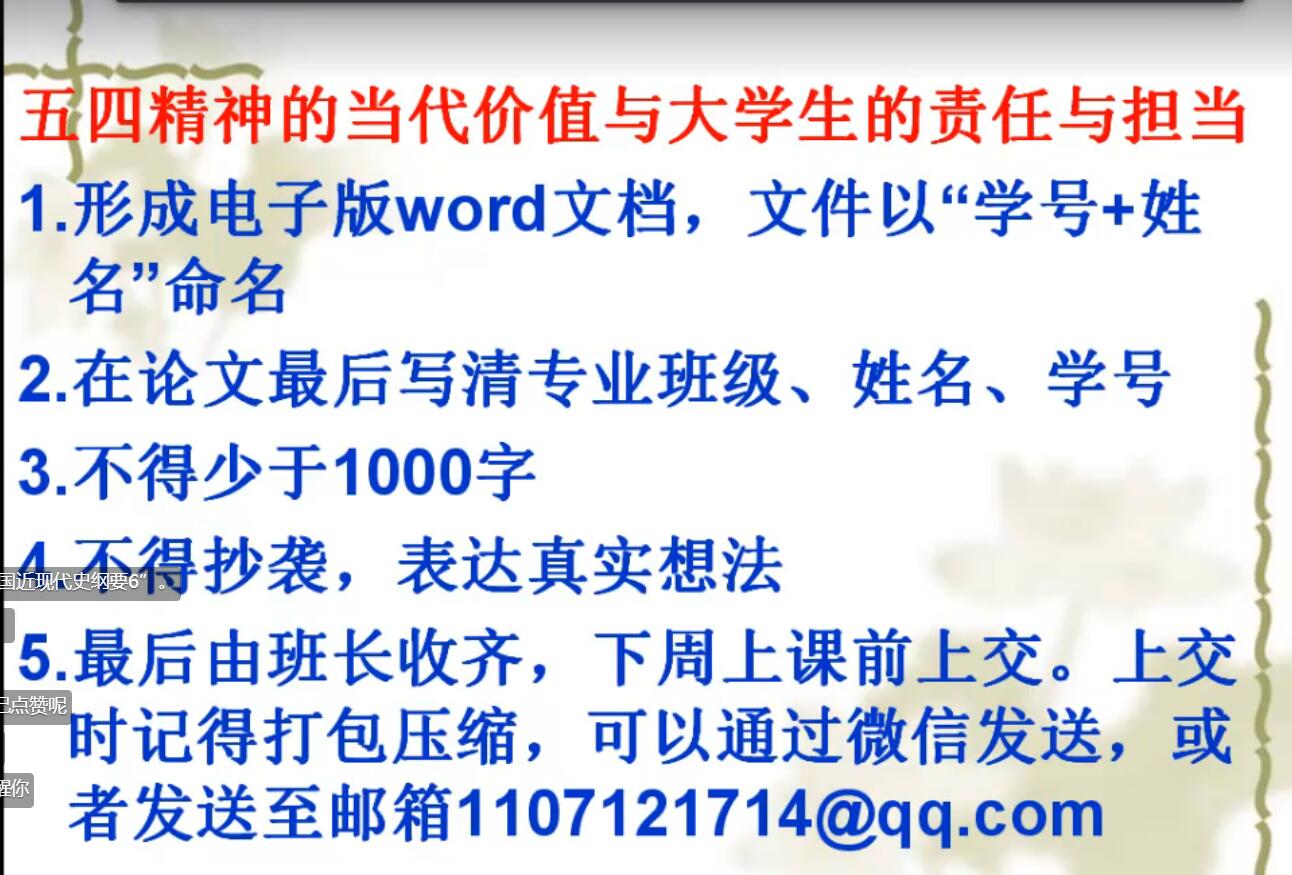 五四精神的当代价值与大学生的责任与担当
1.形成电子版word文档，文件以“学号+姓
名”命名
2.在论文最后写清专业班级、姓名、学号
3.不得少于1000字
4.不得抄袭，表达真实想法
国近现代史纲要6”。
5.最后由班长收齐，下周上课前上交。上交
记点赞呢
时记得打包压缩，可以通过微信发送，或
醒你
者发送至邮箱1107121714@qq.com